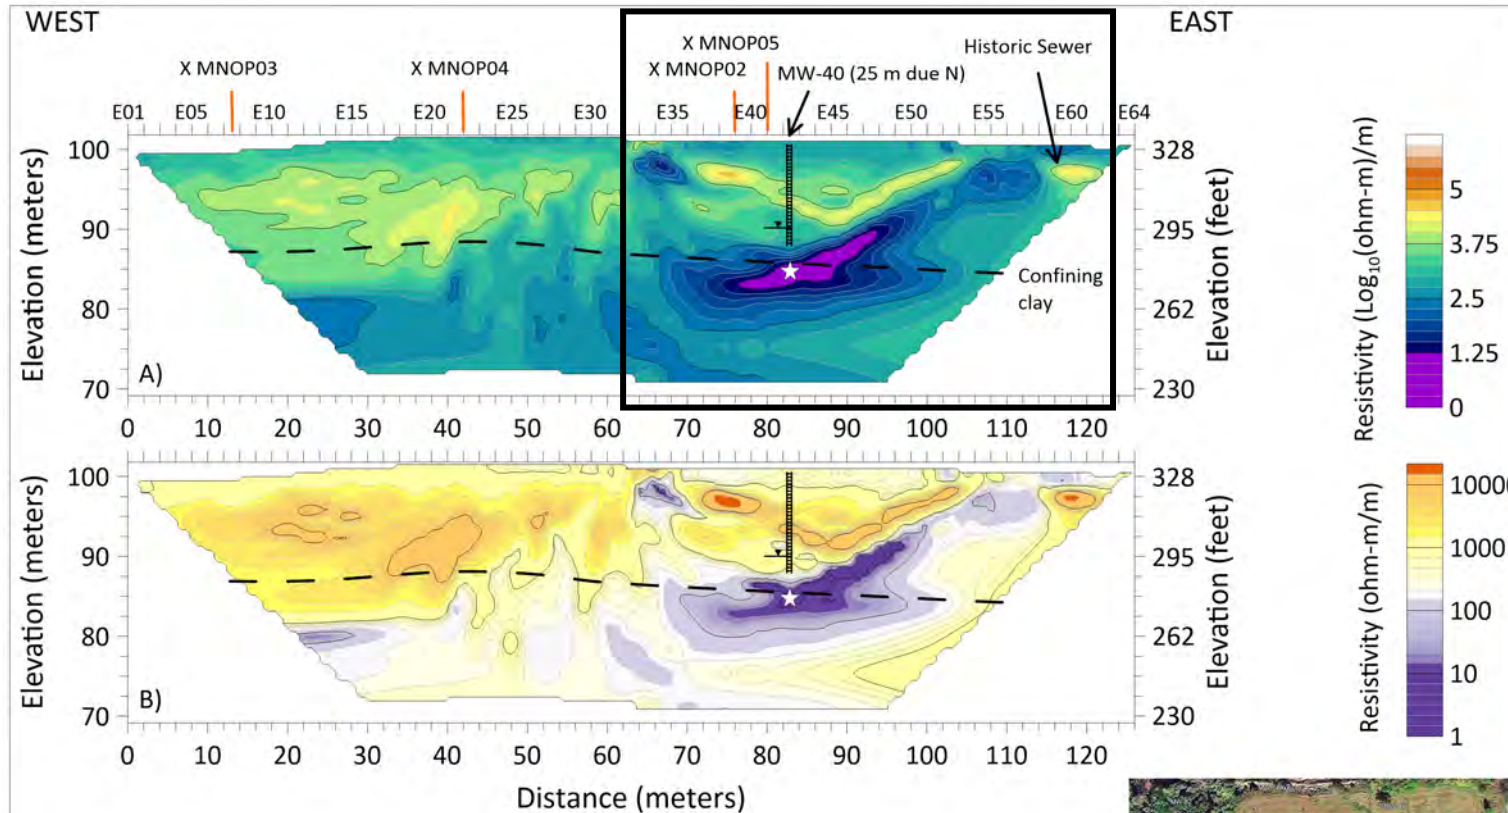 WEST
EAST
X MNOP05
Historic Sewer
X MNOP03
X MNOP04
X MNOP02
MW-40 (25 m due N)
E01 E05 E10 E15 E20 E25 E30 E35 E40 E45 E50 E55 E60 E64
100 90 80 70
Elevation (meters)
A)
Confining
clay
328 295 262 230
Elevation (feet)
5 3.75 2.5 1.25 0
Resistivity (Log10(ohm-m)/m)
0 10 20 30 40 50 60 70 80 90 100 110 120
100 90 80 70
Elevation (meters)
B)
328 295 262 230
Elevation (feet)
10000 1000 100 10 1
Resistivity (ohm-m/m)
0 10 20 30 40 50 60 70 80 90 100 110 120
Distance (meters)